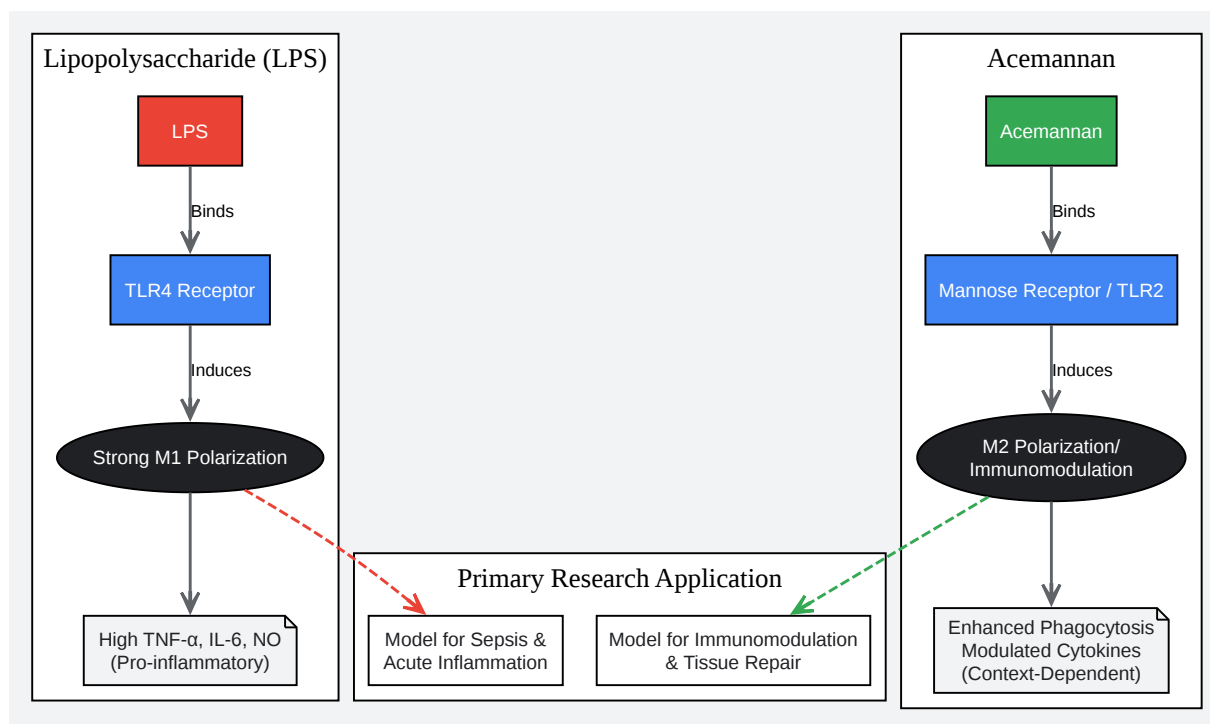 Lipopolysaccharide (LPS)
LPS
Binds
TLR4 Receptor
Induces
Strong M1 Polarization
High TNF-α, IL-6, NO
(Pro-inflammatory)
Primary Research Application
Model for Sepsis &
Acute Inflammation
Model for Immunomodulation
& Tissue Repair
Acemannan
Acemannan
Binds
Mannose Receptor / TLR2
Induces
M2 Polarization/
Immunomodulation
Enhanced Phagocytosis
Modulated Cytokines
(Context-Dependent)